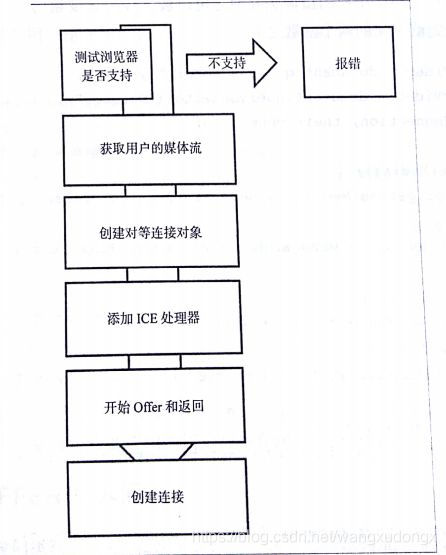 测试浏览器
是否支持
不支持
报错
获取用户的媒体流
创建对等连接对象
添加 ICE 处理器
开始 Offer 和返回
创建连接
https://blog.csdn.net/wangxudongx